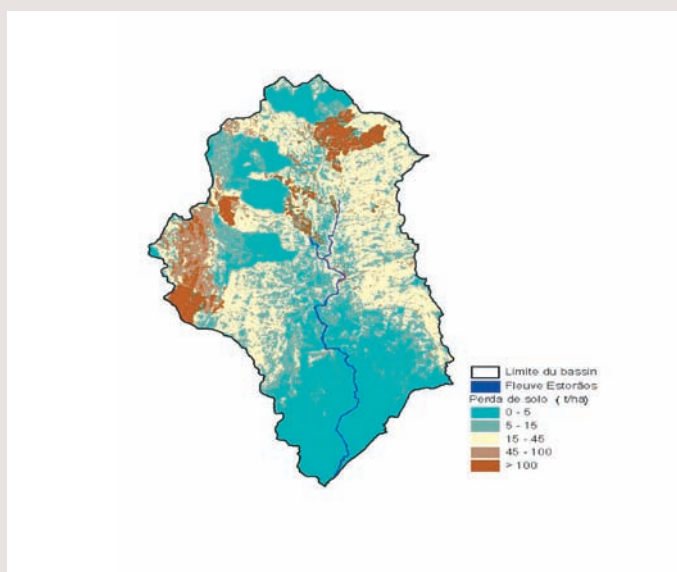 Limite du bassin
Fleuve Estorãos
Perda de solo ( t/ha)
0 - 5
5 - 15
15 - 45
45 - 100
> 100